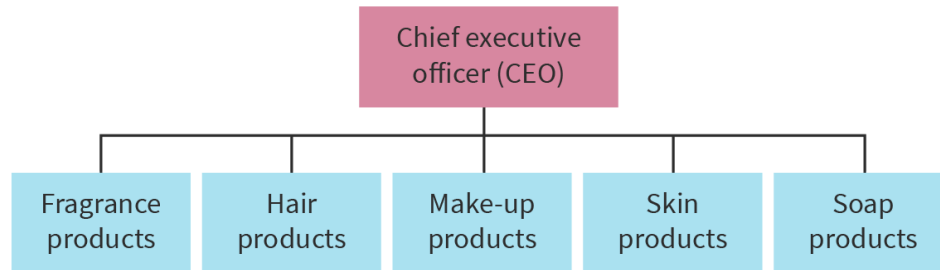 Chief executive
officer (CEO)
Fragrance
products
Hair
products
Make-up
products
Skin
products
Soap
products